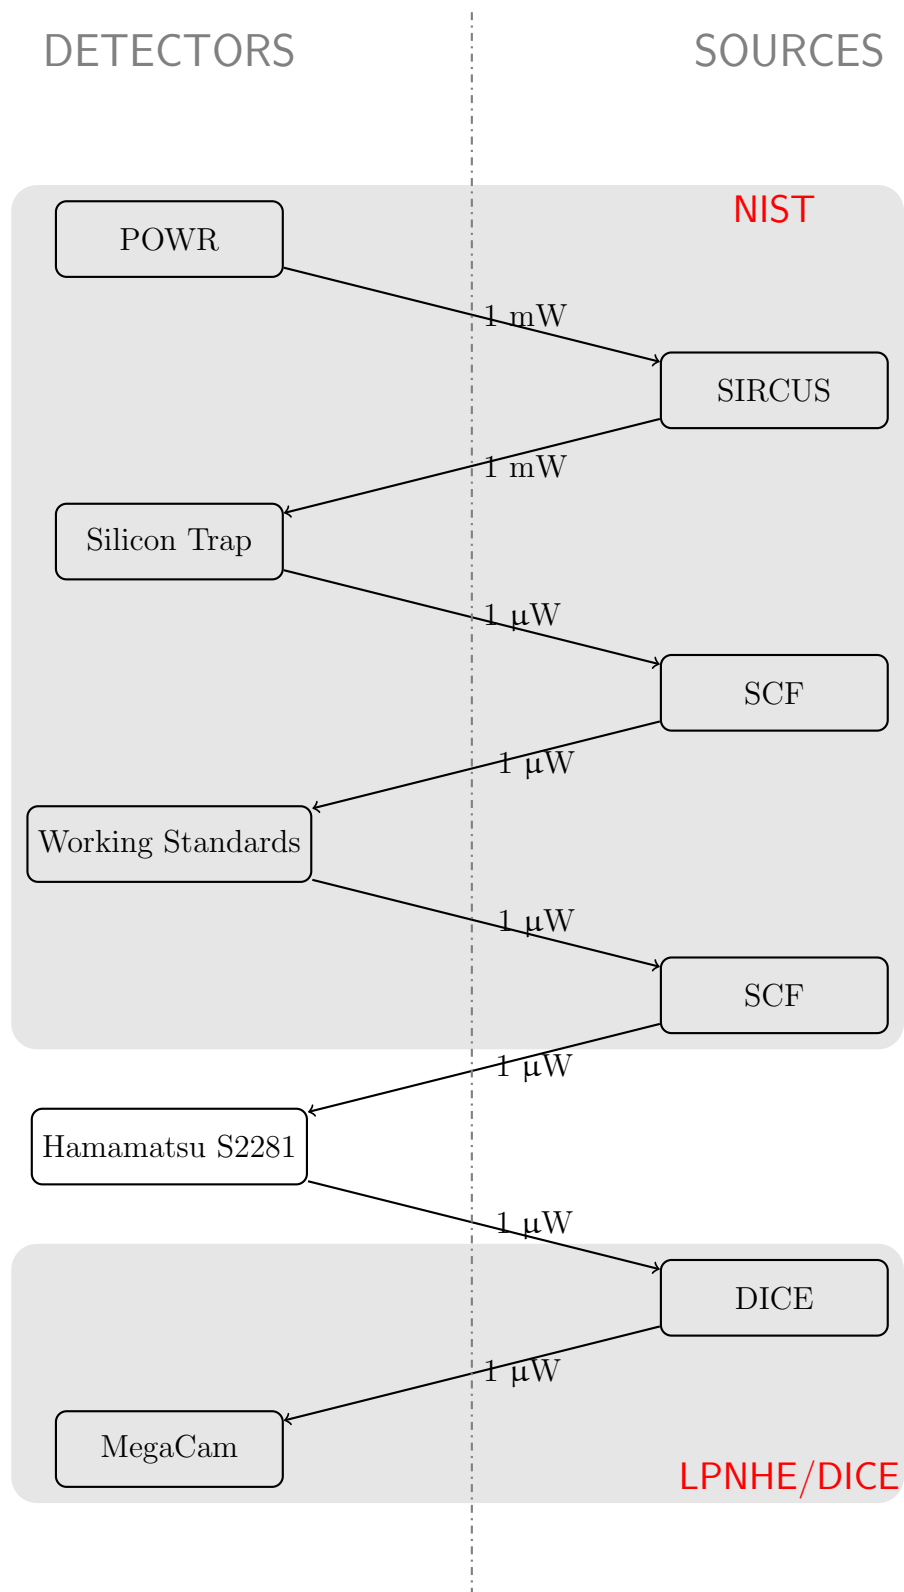 DETECTORS
SOURCES
NIST
POWR
1 mW
SIRCUS
1 mW
Silicon Trap
1 µW
SCF
1 µW
Working Standards
1 µW
SCF
1 µW
Hamamatsu S2281
1 µW
DICE
1 µW
MegaCam
LPNHE/DICE